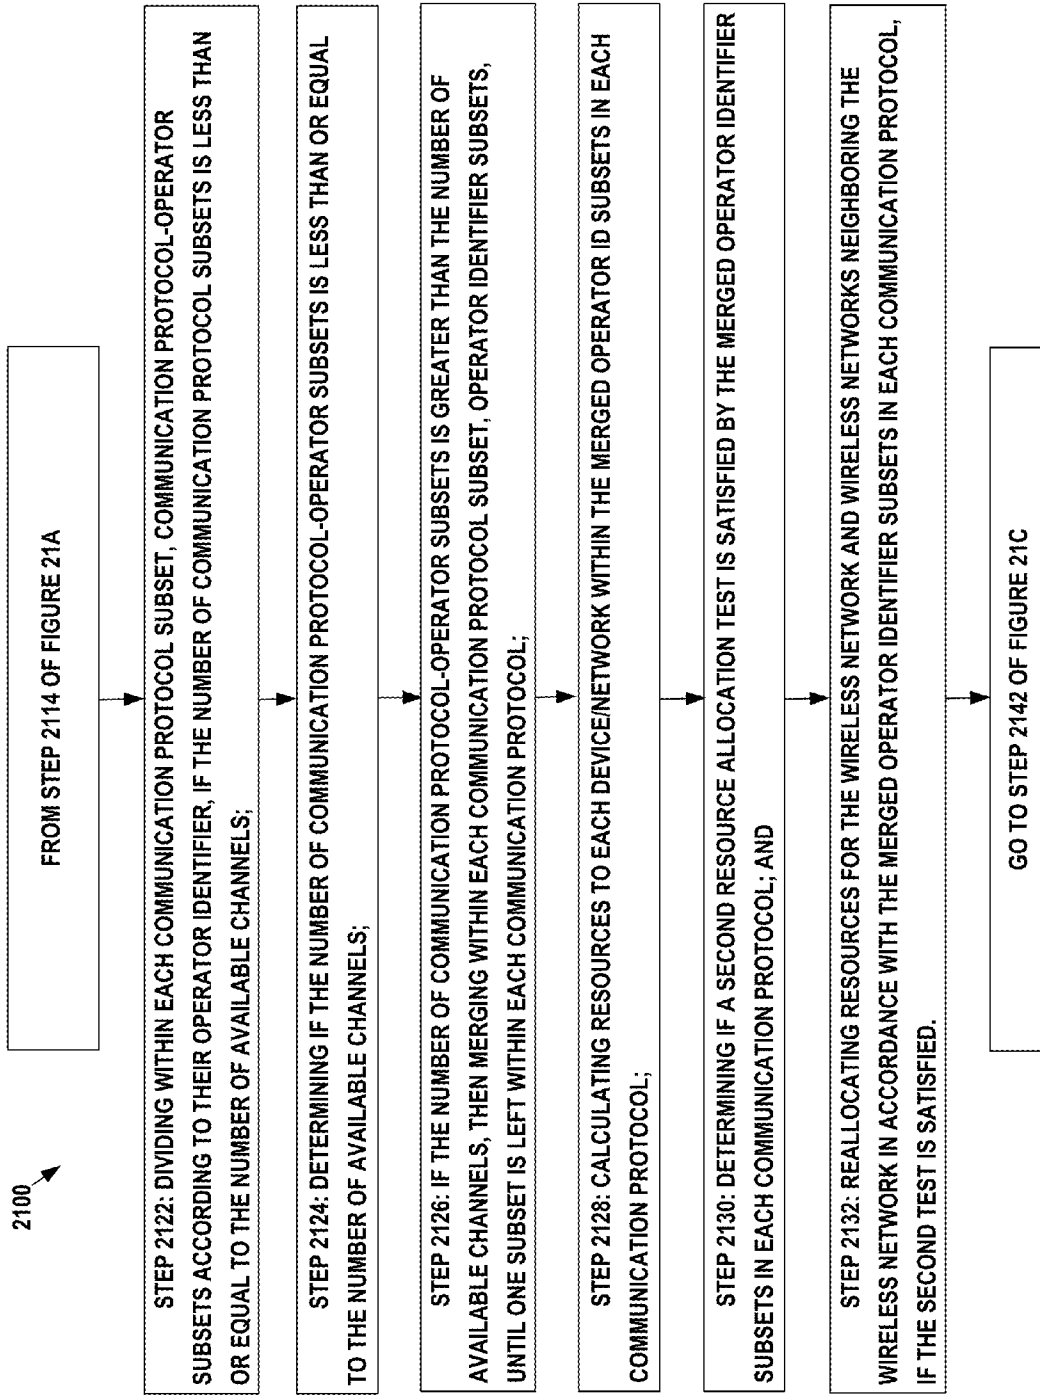 2100
FROM STEP 2114 OF FIGURE 21A
STEP 2122: DIVIDING WITHIN EACH COMMUNICATION PROTOCOL SUBSET, COMMUNICATION PROTOCOL-OPERATOR
SUBSETS ACCORDING TO THEIR OPERATOR IDENTIFIER, IF THE NUMBER OF COMMUNICATION PROTOCOL SUBSETS IS LESS THAN
OR EQUAL TO THE NUMBER OF AVAILABLE CHANNELS;
STEP 2124: DETERMINING IF THE NUMBER OF COMMUNICATION PROTOCOL-OPERATOR SUBSETS IS LESS THAN OR EQUAL
TO THE NUMBER OF AVAILABLE CHANNELS;
STEP 2126: IF THE NUMBER OF COMMUNICATION PROTOCOL-OPERATOR SUBSETS IS GREATER THAN THE NUMBER OF
AVAILABLE CHANNELS, THEN MERGING WITHIN EACH COMMUNICATION PROTOCOL SUBSET, OPERATOR IDENTIFIER SUBSETS,
UNTIL ONE SUBSET IS LEFT WITHIN EACH COMMUNICATION PROTOCOL;
STEP 2128: CALCULATING RESOURCES TO EACH DEVICE/NETWORK WITHIN THE MERGED OPERATOR ID SUBSETS IN EACH
COMMUNICATION PROTOCOL;
STEP 2130: DETERMINING IF A SECOND RESOURCE ALLOCATION TEST IS SATISFIED BY THE MERGED OPERATOR IDENTIFIER
SUBSETS IN EACH COMMUNICATION PROTOCOL; AND
STEP 2132: REALLOCATING RESOURCES FOR THE WIRELESS NETWORK AND WIRELESS NETWORKS NEIGHBORING THE
WIRELESS NETWORK IN ACCORDANCE WITH THE MERGED OPERATOR IDENTIFIER SUBSETS IN EACH COMMUNICATION PROTOCOL,
IF THE SECOND TEST IS SATISFIED.
GO TO STEP 2142 OF FIGURE 21C